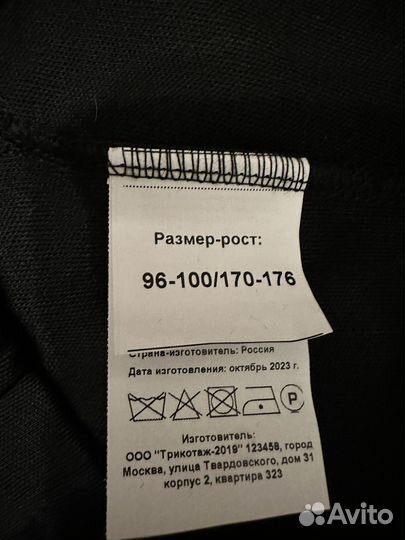 Размер-рост:
96-100/170-176
Страна-изготовитель: Россия
Дата изготовления: октябрь 2023 г.
P
Изготовитель:
ООО "Трикотаж-2019" 123458, город
Москва, улица Твардовского, дом 31
корпус 2, квартира 323
Avito